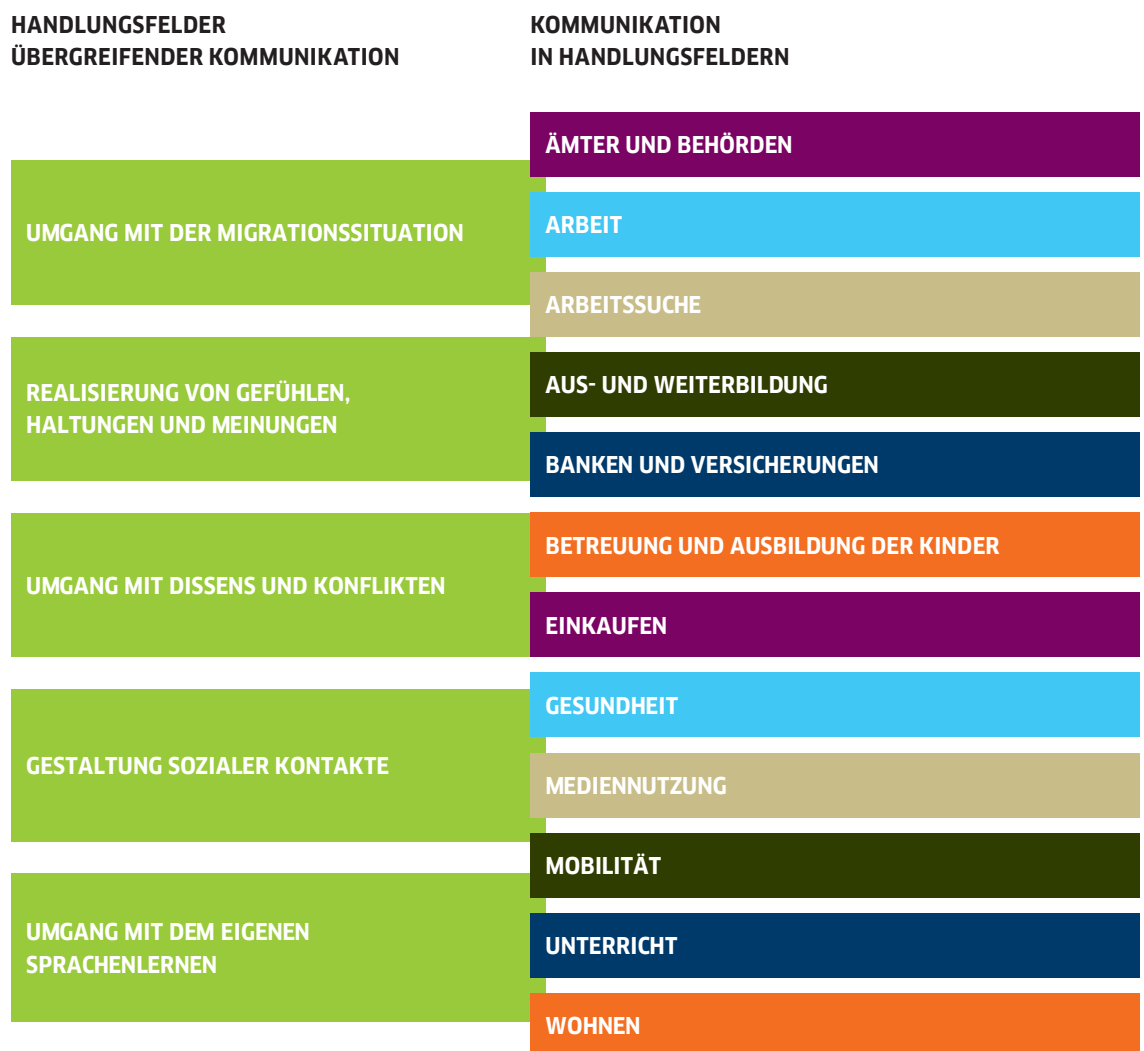 HANDLUNGSFELDER
ÜBERGREIFENDER KOMMUNIKATION
UMGANG MIT DER MIGRATIONSSITUATION
REALISIERUNG VON GEFÜHLEN,
HALTUNGEN UND MEINUNGEN
UMGANG MIT DISSENS UND KONFLIKTEN
GESTALTUNG SOZIALER KONTAKTE
UMGANG MIT DEM EIGENEN
SPRACHENLERNEN
KOMMUNIKATION
IN HANDLUNGSFELDERN
ÄMTER UND BEHÖRDEN
ARBEIT
ARBEITSSUCHE
AUS- UND WEITERBILDUNG
BANKEN UND VERSICHERUNGEN
BETREUUNG UND AUSBILDUNG DER KINDER
EINKAUFEN
GESUNDHEIT
MEDIENNUTZUNG
MOBILITÄT
UNTERRICHT
WOHNEN